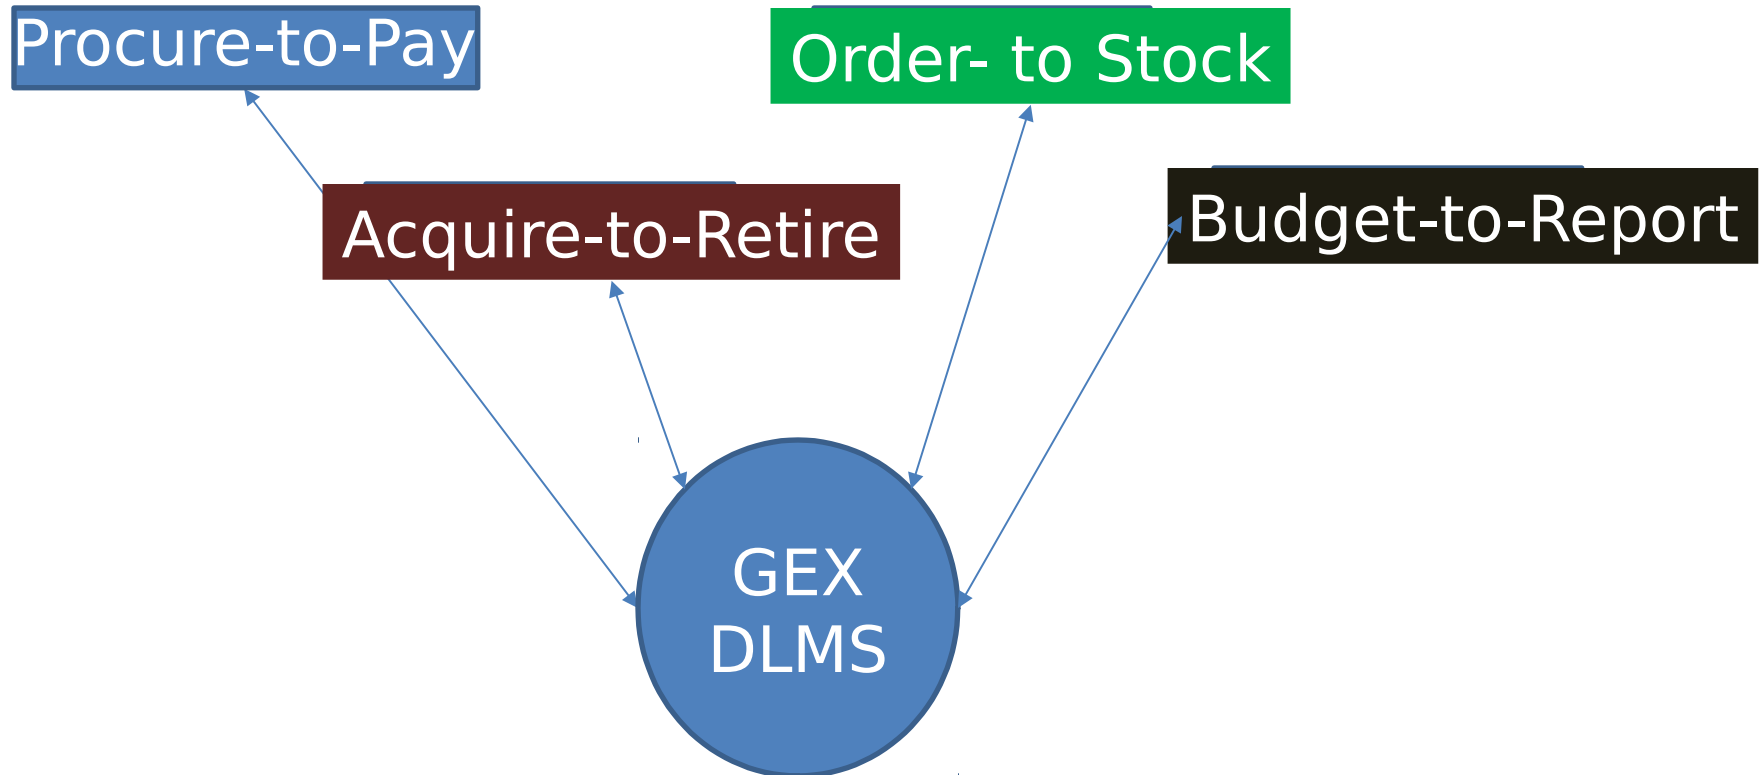 Procure-to-Pay
Order- to Stock
Acquire-to-Retire
Budget-to-Report
GEX
DLMS